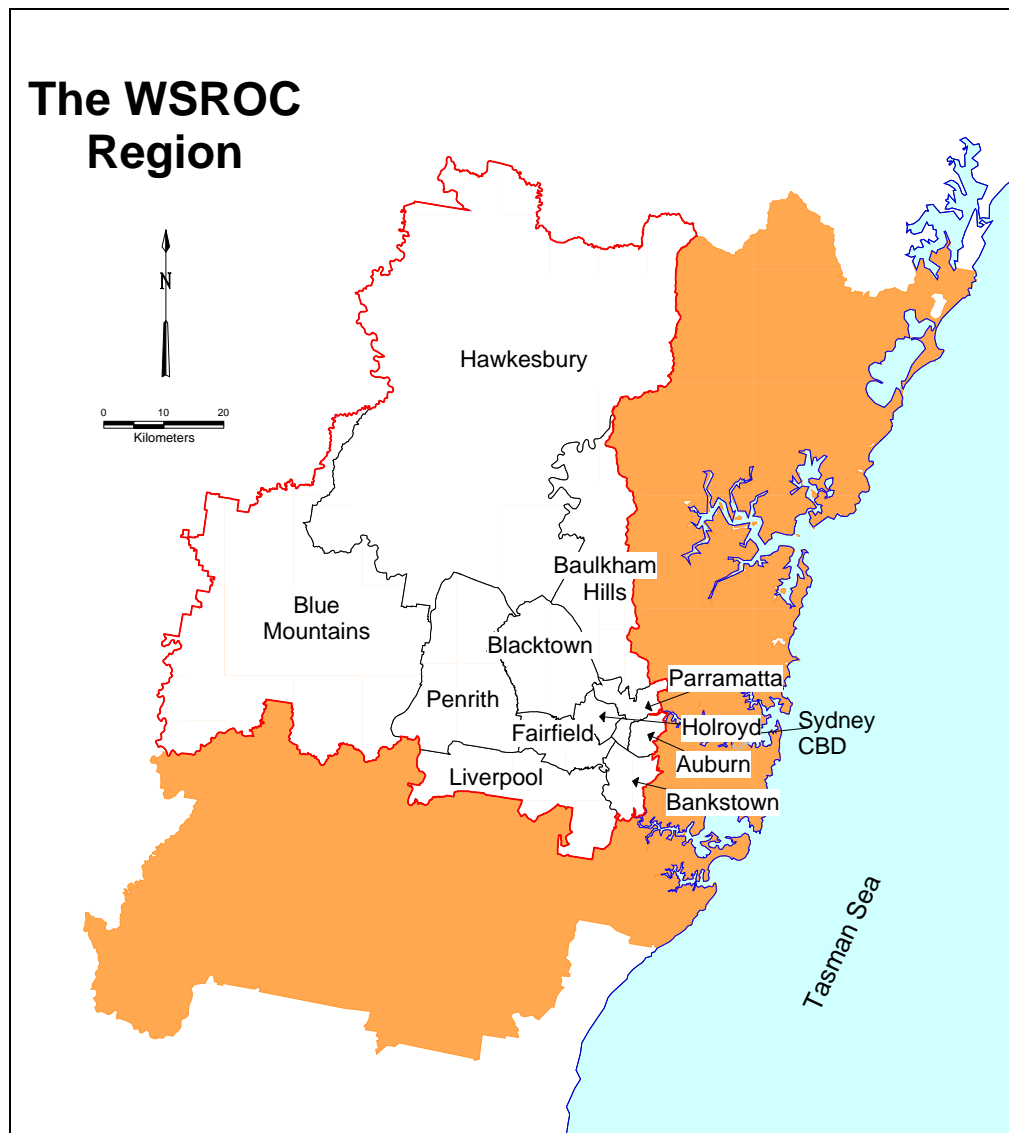 The WSROC
Region
N
0 10 20
Kilometers
Hawkesbury
Baulkham
Hills
Blue
Mountains
Blacktown
Penrith
Parramatta
Fairfield
Holroyd
Sydney
CBD
Auburn
Liverpool
Bankstown
Tasman Sea